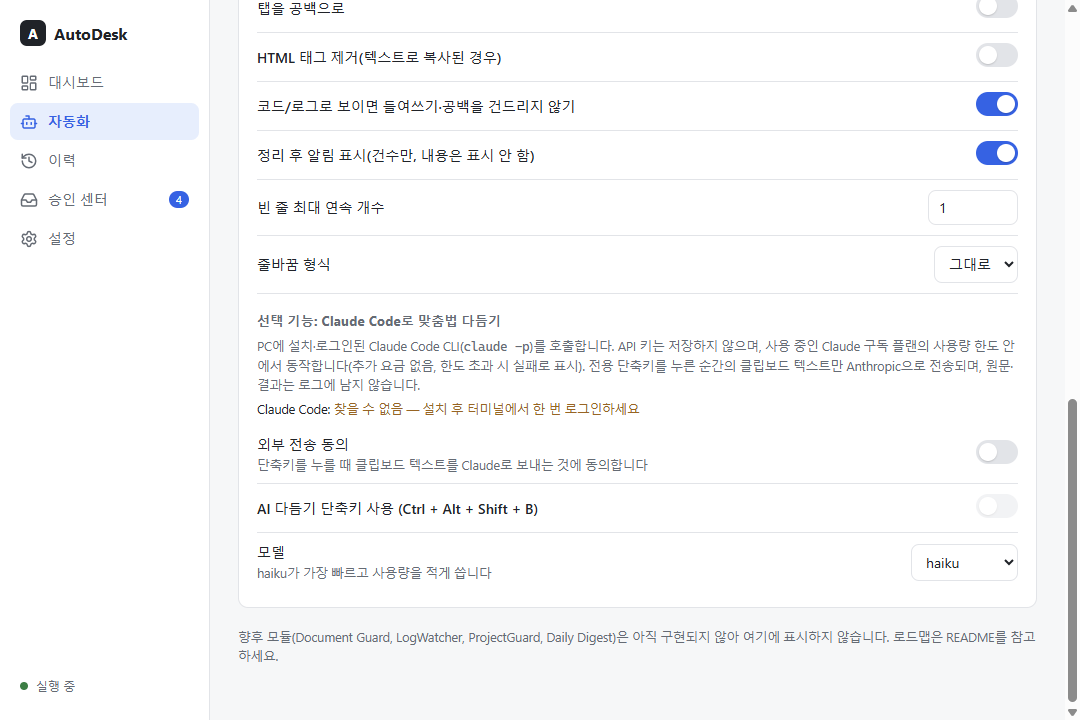 A AutoDesk
대시보드
자동화
이력
승인 센터 4
설정
실행 중
탭을 공백으로
HTML 태그 제거(텍스트로 복사된 경우)
코드/로그로 보이면 들여쓰기·공백을 건드리지 않기
정리 후 알림 표시(건수만, 내용은 표시 안 함)
빈 줄 최대 연속 개수 1
줄바꿈 형식 그대로
선택 기능: Claude Code로 맞춤법 다듬기
PC에 설치·로그인된 Claude Code CLI(claude -p)를 호출합니다. API 키는 저장하지 않으며, 사용 중인 Claude 구독 플랜의 사용량 한도 안
에서 동작합니다(추가 요금 없음, 한도 초과 시 실패로 표시). 전용 단축키를 누른 순간의 클립보드 텍스트만 Anthropic으로 전송되며, 원문·
결과는 로그에 남지 않습니다.
Claude Code: 찾을 수 없음 — 설치 후 터미널에서 한 번 로그인하세요
외부 전송 동의
단축키를 누를 때 클립보드 텍스트를 Claude로 보내는 것에 동의합니다
AI 다듬기 단축키 사용 (Ctrl + Alt + Shift + B)
모델 haiku
haiku가 가장 빠르고 사용량을 적게 씁니다
향후 모듈(Document Guard, LogWatcher, ProjectGuard, Daily Digest)은 아직 구현되지 않아 여기에 표시하지 않습니다. 로드맵은 README를 참고
하세요.